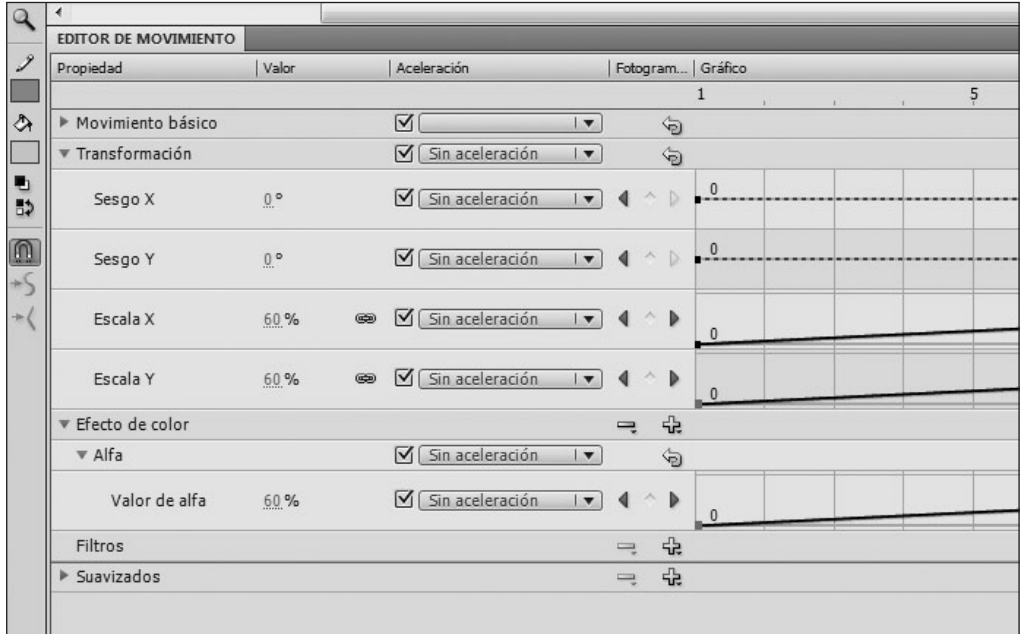 EDITOR DE MOVIMIENTO
Propiedad Valor Aceleración Fotogram... Gráfico
1 5
Movimiento básico
Transformación Sin aceleración
Sesgo X 0 ° Sin aceleración 0
Sesgo Y 0 ° Sin aceleración 0
Escala X 60 % Sin aceleración 0
Escala Y 60 % Sin aceleración 0
Efecto de color
Alfa Sin aceleración
Valor de alfa 60 % Sin aceleración 0
Filtros
Suavizados